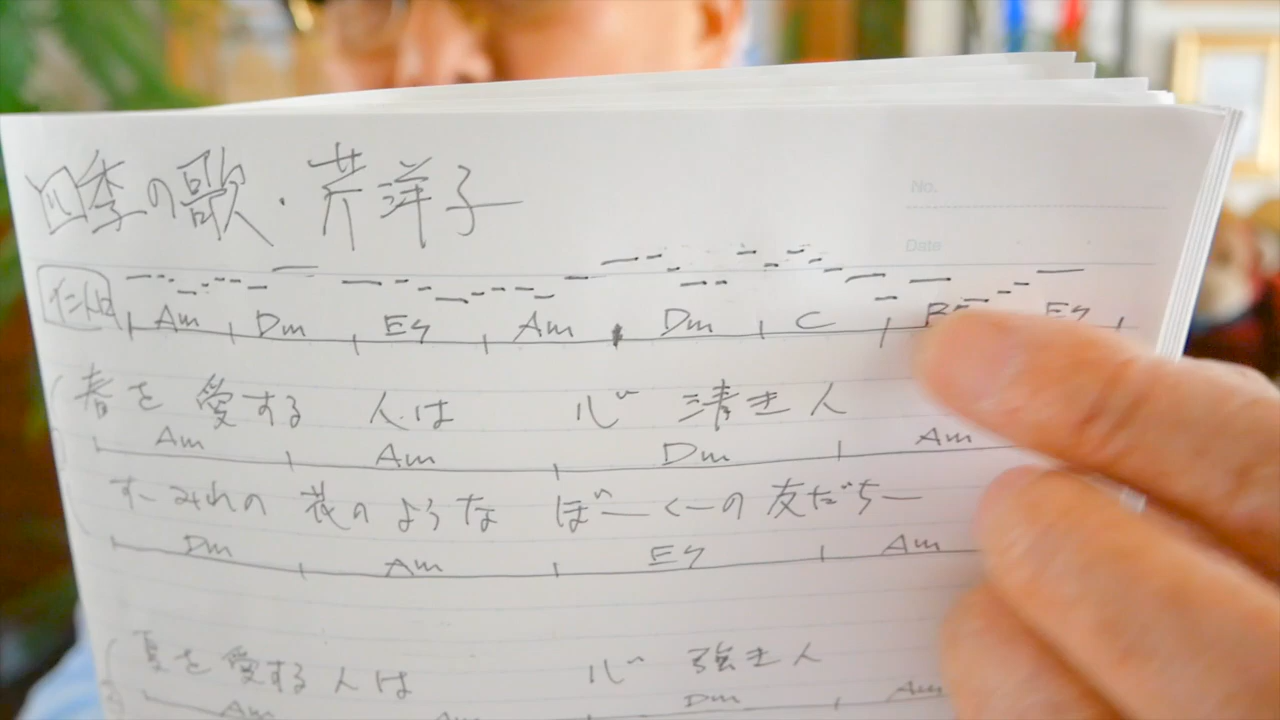 四季の歌・芹洋子
No.
Date
イントロ
Am Dm E7 Am Dm C E7
春を 愛する 人は 心 清き人
Am Am Dm Am
すーみれの 花のような ぼーくーの 友だちー
Dm Am E7 Am
夏を 愛する 人は 心 強き人
Am Am Dm Am